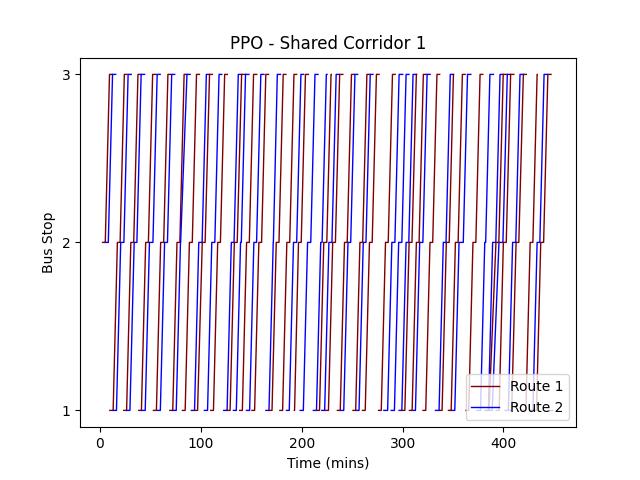 PPO - Shared Corridor 1
3
2
1
Bus Stop
0 100 200 300 400
Time (mins)
Route 1
Route 2